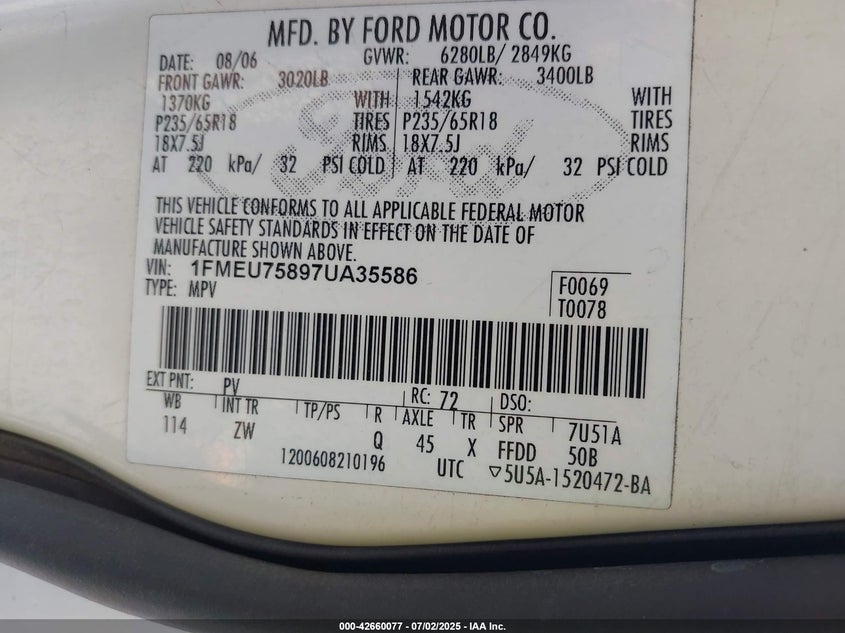 MFD. BY FORD MOTOR CO.
DATE: 08/06 GVWR: 6280LB/ 2849KG
FRONT GAWR: 3020LB REAR GAWR: 3400LB
1370KG WITH 1542KG WITH
P235/65R18 TIRES P235/65R18 TIRES
18X7.5J RIMS 18X7.5J RIMS
AT 220 kPa/ 32 PSI COLD AT 220 kPa/ 32 PSI COLD
Ford
THIS VEHICLE CONFORMS TO ALL APPLICABLE FEDERAL MOTOR
VEHICLE SAFETY STANDARDS IN EFFECT ON THE DATE OF
MANUFACTURE SHOWN ABOVE.
VIN: 1FMEU75897UA35586 F0069
TYPE: MPV T0078
EXT PNT: PV RC: 72 DSO:
WB INT TR TP/PS R AXLE TR SPR 7U51A
114 ZW Q 45 X FFDD 50B
1200608210196 UTC ▽5U5A-1520472-BA
000-42660077 - 07/02/2025 - IAA Inc.